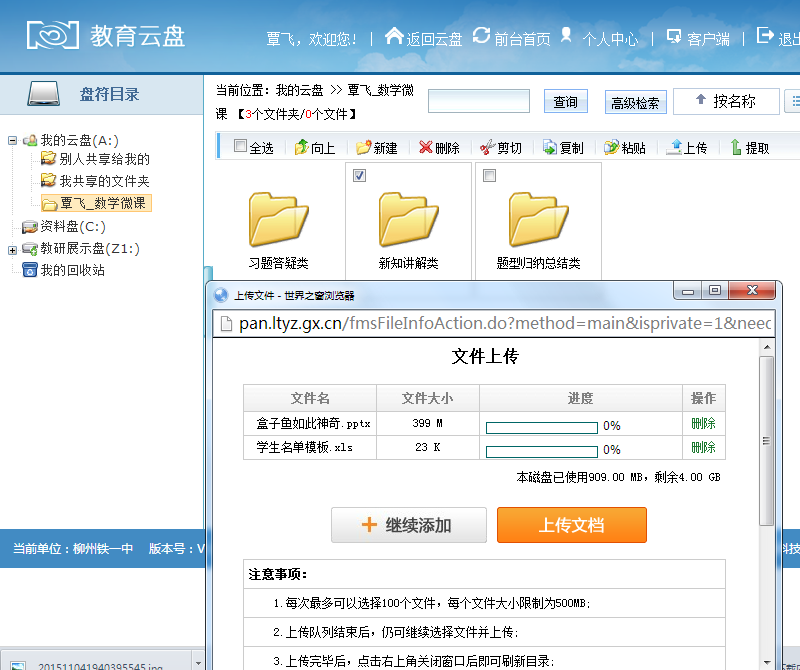 教育云盘
覃飞，欢迎您! | 返回云盘 前台首页 个人中心 | 客户端 | 退出
盘符目录
当前位置：我的云盘 >> 覃飞_数学微
课 【3个文件夹/0个文件】
查询 高级检索 按名称
全选 向上 新建 删除 剪切 复制 粘贴 上传 提取
我的云盘(A:)
别人共享给我的
我共享的文件夹
覃飞_数学微课
资料盘(C:)
教研展示盘(Z1:)
我的回收站
习题答疑类 新知讲解类 题型归纳总结类
上传文件 - 世界之窗浏览器
pan.ltyz.gx.cn/fmsFileInfoAction.do?method=main&isprivate=1&neec
文件上传
文件名 文件大小 进度 操作
盒子鱼如此神奇.pptx 399 M 0% 删除
学生名单模板.xls 23 K 0% 删除
本磁盘已使用909.00 MB，剩余4.00 GB
继续添加 上传文档
注意事项：
1.每次最多可以选择100个文件，每个文件大小限制为500MB;
2.上传队列结束后，仍可继续选择文件并上传;
3.上传完毕后，点击右上角关闭窗口后即可刷新目录;
当前单位：柳州铁一中 版本号：V
科技
201511041940395545.jpg